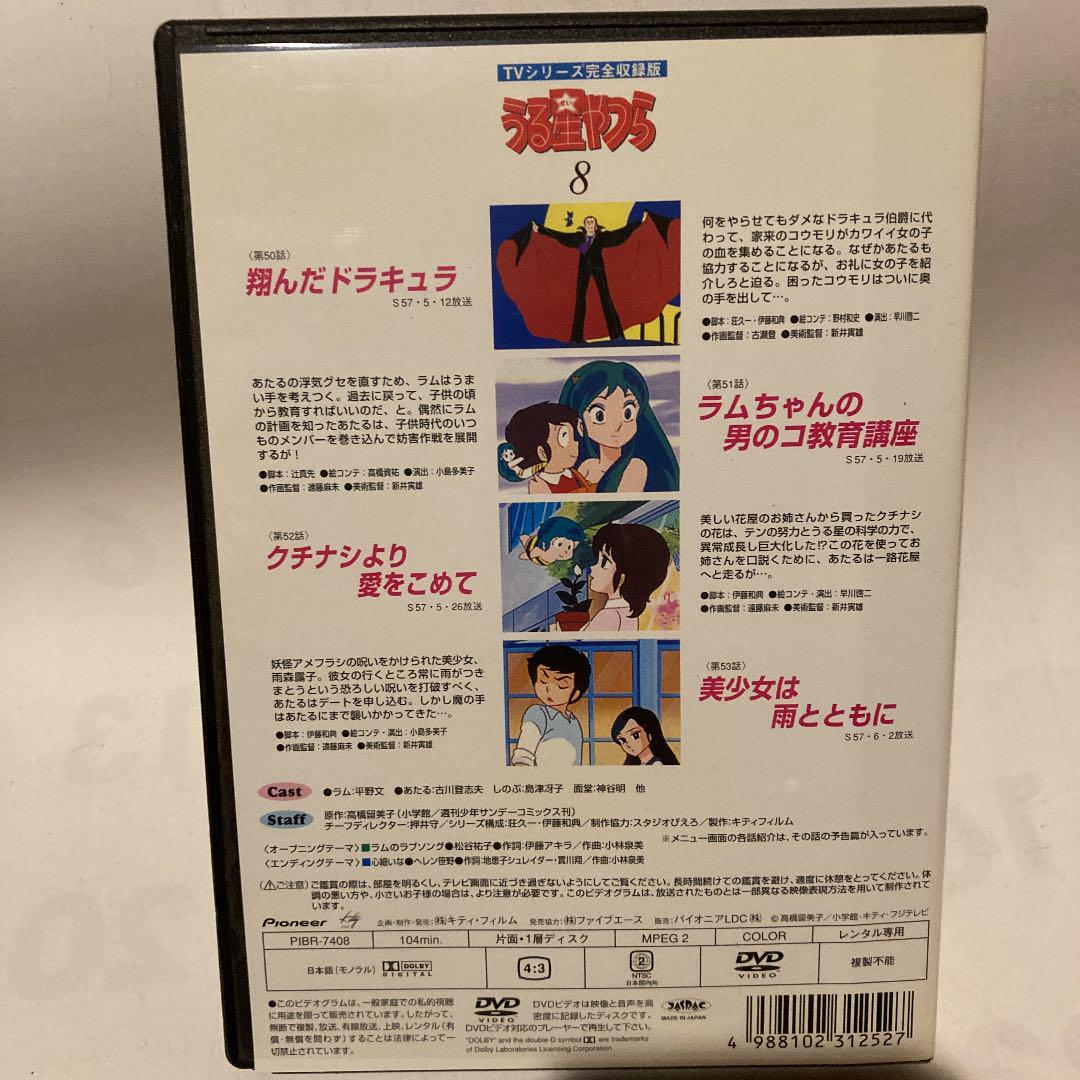 TVシリーズ完全収録版
うる星やつら
8
〈第50話〉
翔んだドラキュラ
S57・5・12放送
何をやらせてもダメなドラキュラ伯爵に代
わって、家来のコウモリがカワイイ女の子
の血を集めることになる。なぜかあたるも
協力することになるが、お礼に女の子を紹
介しろと迫る。困ったコウモリはついに奥
の手を出して…。
●脚本：荘久一・伊藤和典 ●絵コンテ：野村和史 ●演出：早川啓二
●作画監督：古瀬登 ●美術監督：新井寅雄
あたるの浮気グセを直すため、ラムはうま
い手を考えつく。過去に戻って、子供の頃
から教育すればいいのだ、と。偶然にラム
の計画を知ったあたるは、子供時代のいつ
ものメンバーを巻き込んで妨害作戦を展開
するが！
●脚本：辻真先 ●絵コンテ：高橋資祐 ●演出：小島多美子
●作画監督：遠藤麻未 ●美術監督：新井寅雄
〈第51話〉
ラムちゃんの
男のコ教育講座
S57・5・19放送
〈第52話〉
クチナシより
愛をこめて
S57・5・26放送
美しい花屋のお姉さんから買ったクチナシ
の花は、テンの努力とうる星の科学の力で、
異常成長し巨大化した!?この花を使ってお
姉さんを口説くために、あたるは一路花屋
へと走るが…。
●脚本：伊藤和典 ●絵コンテ・演出：早川啓二
●作画監督：遠藤麻未 ●美術監督：新井寅雄
妖怪アメフラシの呪いをかけられた美少女、
雨森露子。彼女の行くところ常に雨がつき
まとうという恐ろしい呪いを打破すべく、
あたるはデートを申し込む。しかし魔の手
はあたるにまで襲いかかってきた…。
●脚本：伊藤和典 ●絵コンテ・演出：小島多美子
●作画監督：遠藤麻未 ●美術監督：新井寅雄
〈第53話〉
美少女は
雨とともに
S57・6・2放送
Cast ●ラム：平野文 ●あたる：古川登志夫 しのぶ：島津冴子 面堂：神谷明 他
Staff 原作：高橋留美子（小学館／週刊少年サンデーコミックス刊）
チーフディレクター：押井守／シリーズ構成：荘久一・伊藤和典／制作協力：スタジオぴえろ／製作：キティフィルム
※メニュー画面の各話紹介は、その話の予告篇が入っています。
〈オープニングテーマ〉■ラムのラブソング●松谷祐子●作詞：伊藤アキラ／作曲：小林泉美
〈エンディングテーマ〉■心細いな●ヘレン笹野●作詞：地恵子シュレイダー・實川翔／作曲：小林泉美
（⚠ご注意）ご鑑賞の際は、部屋を明るくし、テレビ画面に近づき過ぎないようにしてご覧ください。長時間続けての鑑賞を避け、適度に休憩をとってください。体
調の悪い方や、小さいお子様の場合は、より注意が必要です。このビデオグラムは、放送されたものとは一部異なる映像表現方法を用いて制作されて
います。
Pioneer Kitty 企画・制作・発売：（株）キティ・フィルム 発売協力：（株）ファイブエース 販売：パイオニアLDC（株） ©高橋留美子／小学館・キティ・フジテレビ
PIBR-7408 104min. 片面・1層ディスク MPEG 2 COLOR レンタル専用
日本語（モノラル） DOLBY DIGITAL 4:3 2 NTSC 日本国内向 DVD VIDEO 複製不能
●このビデオグラムは、一般家庭での私的視聴
に用途を限って販売されています。したがって、
無断で複製、放送、有線放送、上映、レンタル（有
償・無償を問わず）することは法律によって一
切禁止されています。
DVD VIDEO
DVDビデオは映像と音声を高
密度に記録したディスクです。
DVDビデオ対応のプレーヤーで再生して下さい。
"DOLBY" and the double-D symbol are trademarks
of Dolby Laboratories Licensing Corporation.
JASRAC
MADE IN JAPAN
4 988102 312527